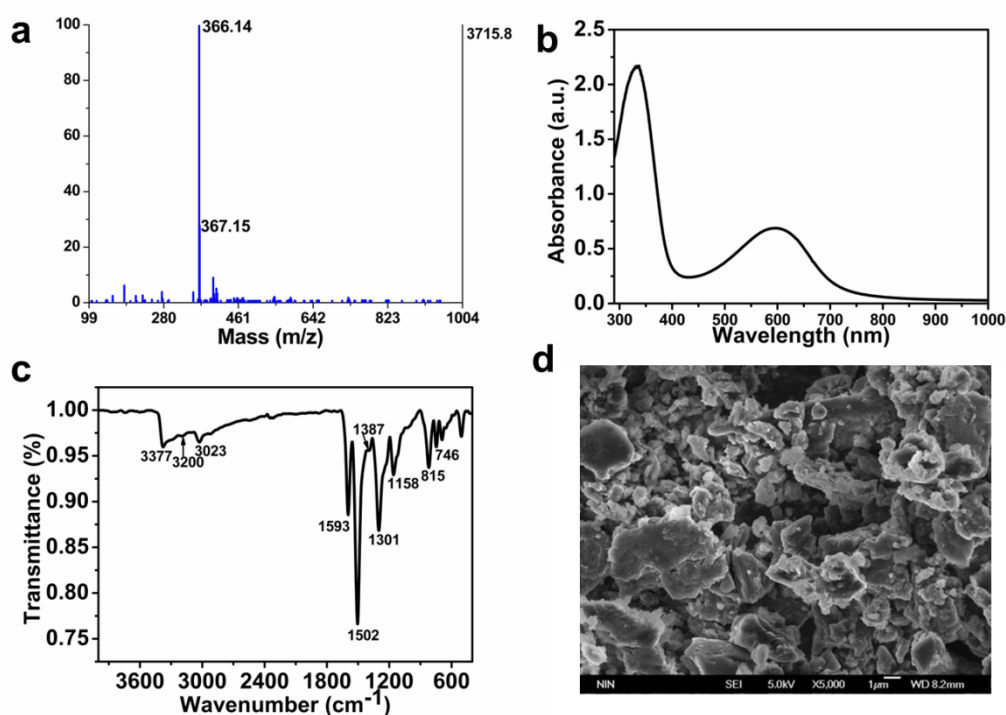 a
100
80
60
40
20
0
366.14
367.15
3715.8
99 280 461 642 823 1004
Mass (m/z)
b
Absorbance (a.u.)
2.5
2.0
1.5
1.0
0.5
0.0
300 400 500 600 700 800 900 1000
Wavelength (nm)
c
Transmittance (%)
1.00
0.95
0.90
0.85
0.80
0.75
3377
3200
3023
1593
1502
1387
1301
1158
815
746
3600 3000 2400 1800 1200 600
Wavenumber (cm-1)
d
NIN SEI 5.0kV X5,000 1µm WD 8.2mm